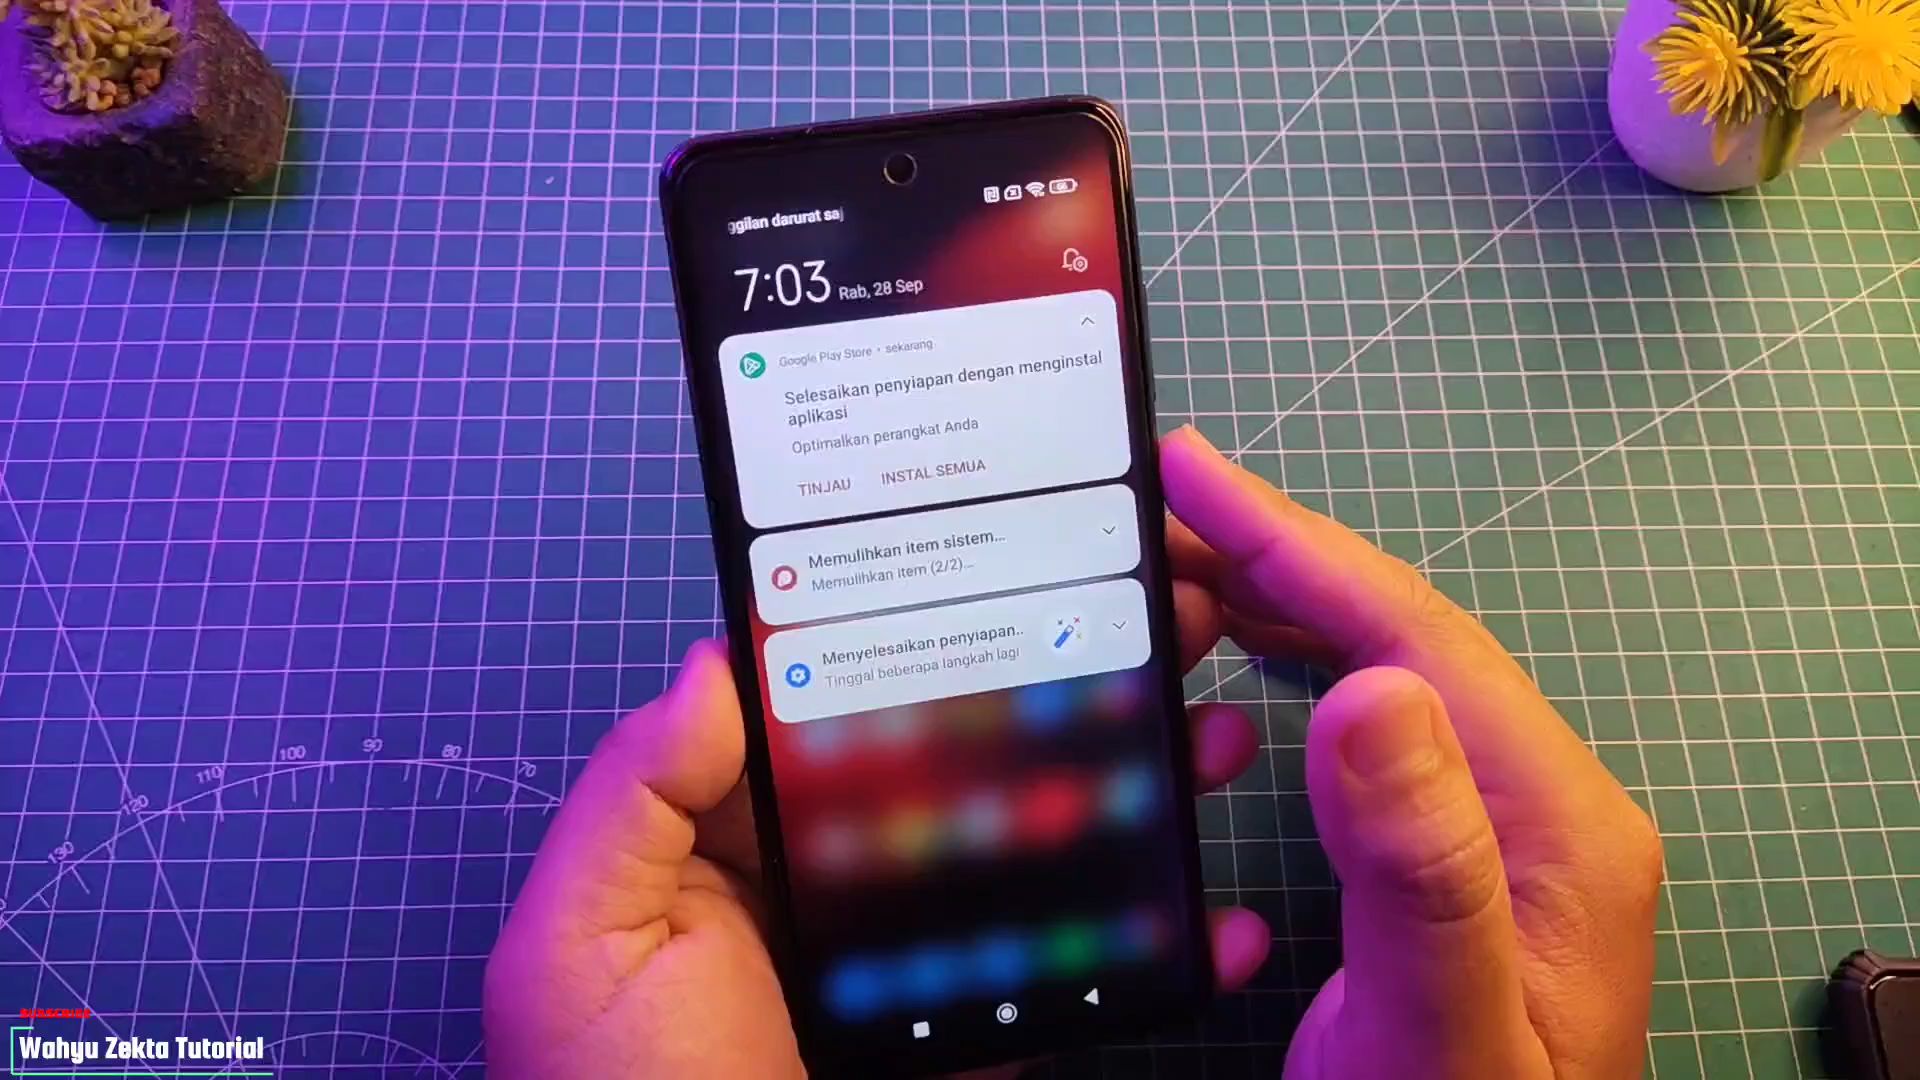 ggilan darurat saj
7:03 Rab, 28 Sep
Google Play Store • sekarang
Selesaikan penyiapan dengan menginstal
aplikasi
Optimalkan perangkat Anda
TINJAU INSTAL SEMUA
Memulihkan item sistem...
Memulihkan item (2/2)...
Menyelesaikan penyiapan..
Tinggal beberapa langkah lagi
110 100 90 80 70
120
130
SUBSCRIBE
Wahyu Zekta Tutorial